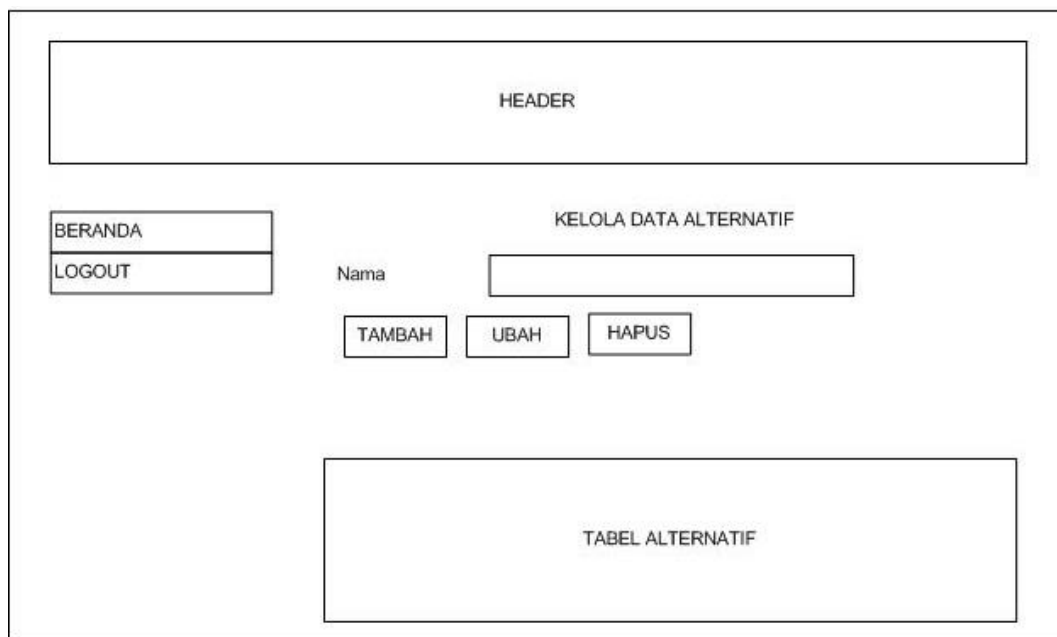 HEADER
BERANDA
LOGOUT
KELOLA DATA ALTERNATIF
Nama
TAMBAH UBAH HAPUS
TABEL ALTERNATIF